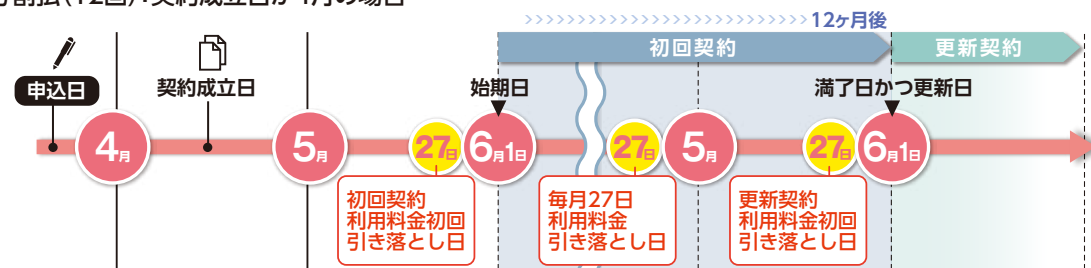 割払(12回):契約成立日が4月の場合
>>>>>>>>>>>>>>>>>>>>>>>>>>>> 12ヶ月後
初回契約
更新契約
申込日
契約成立日
始期日
満了日かつ更新日
4月
5月
27日
6月1日
27日
5月
27日
6月1日
初回契約
利用料金初回
引き落とし日
毎月27日
利用料金
引き落とし日
更新契約
利用料金初回
引き落とし日